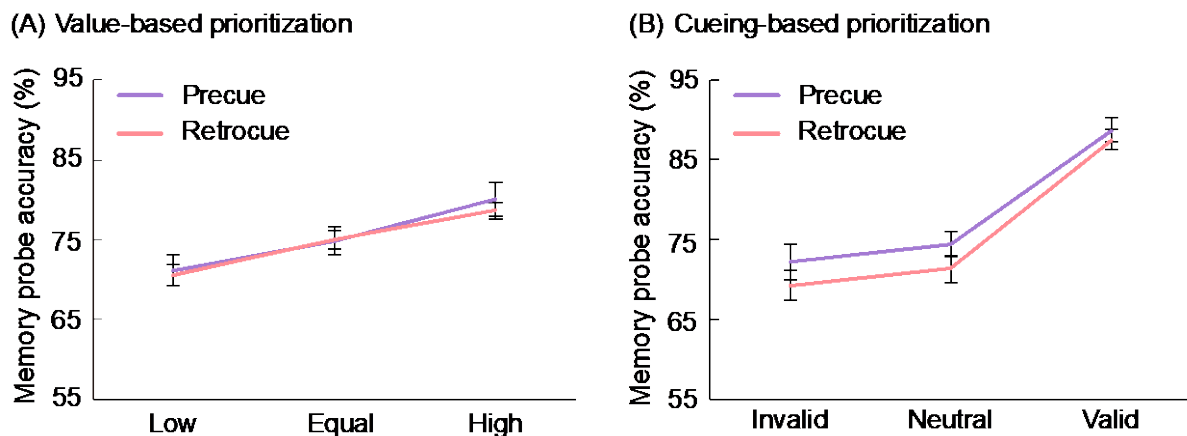 (A) Value-based prioritization
Memory probe accuracy (%)
95
85
75
65
55
Precue
Retrocue
Low Equal High
(B) Cueing-based prioritization
Memory probe accuracy (%)
95
85
75
65
55
Precue
Retrocue
Invalid Neutral Valid